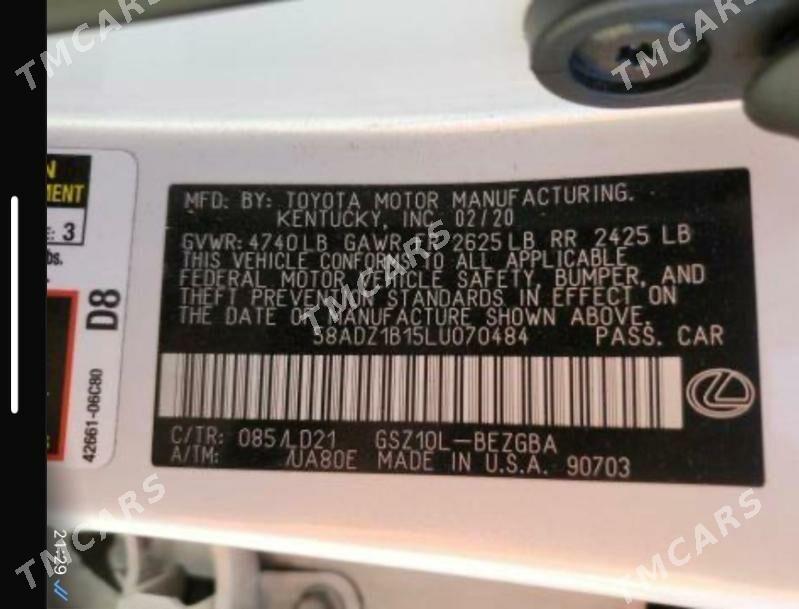 TMCARS
TMCARS
N
MENT
3
bs.
D8
42661-06C80
MFD. BY: TOYOTA MOTOR MANUFACTURING.
KENTUCKY, INC. 02/20
GVWR: 4740LB GAWR FR 2625LB RR 2425 LB
THIS VEHICLE CONFORMS TO ALL APPLICABLE
FEDERAL MOTOR VEHICLE SAFETY, BUMPER, AND
THEFT PREVENTION STANDARDS IN EFFECT ON
THE DATE OF MANUFACTURE SHOWN ABOVE.
TMCARS
58ADZ1B15LU070484 PASS. CAR
C/TR: 085/LD21 GSZ10L-BEZGBA
A/TM: /UA80E MADE IN U.S.A. 90703
TMCARS
TMCARS
21:29